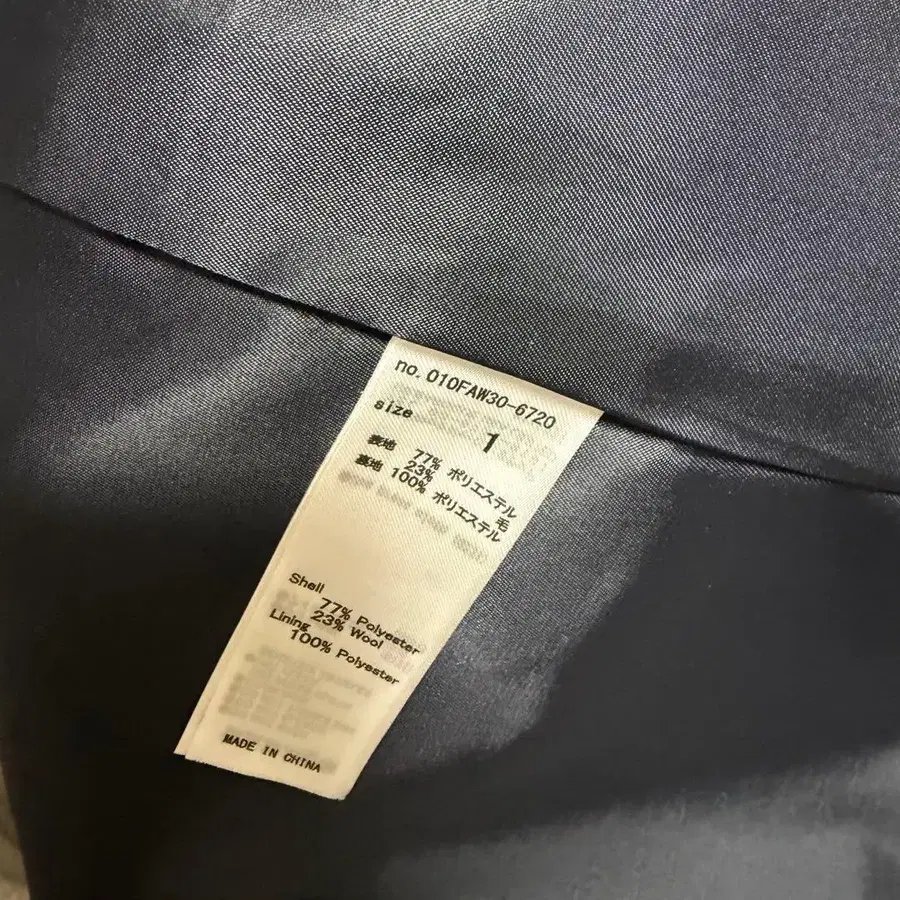 no. 010FAW30-6720
size 1
表地 77% ポリエステル
23% 毛
裏地 100% ポリエステル
Shell
77% Polyester
23% Wool
Lining
100% Polyester
MADE IN CHINA